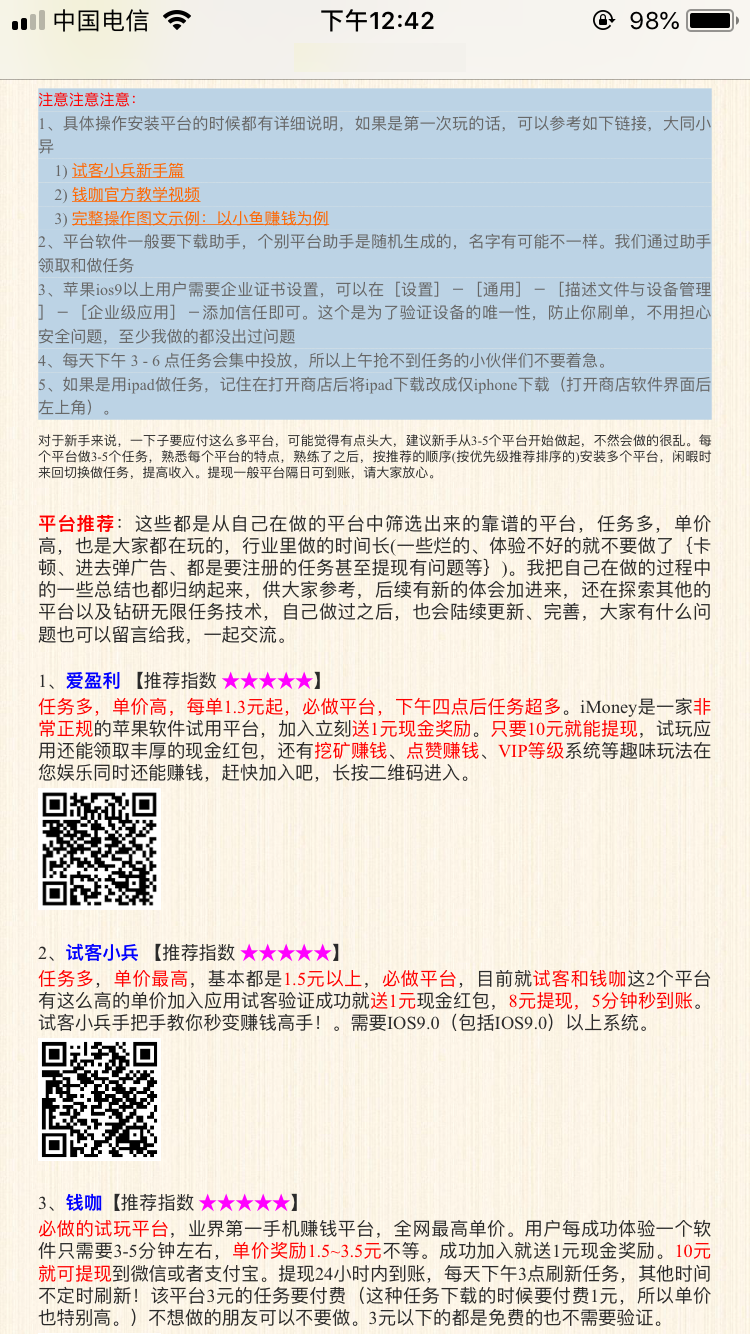 中国电信 下午12:42 98%
注意注意注意：
1、具体操作安装平台的时候都有详细说明，如果是第一次玩的话，可以参考如下链接，大同小
异
1) 试客小兵新手篇
2) 钱咖官方教学视频
3) 完整操作图文示例：以小鱼赚钱为例
2、平台软件一般要下载助手，个别平台助手是随机生成的，名字有可能不一样。我们通过助手
领取和做任务
3、苹果ios9以上用户需要企业证书设置，可以在［设置］－［通用］－［描述文件与设备管理
］－［企业级应用］－添加信任即可。这个是为了验证设备的唯一性，防止你刷单，不用担心
安全问题，至少我做的都没出过问题
4、每天下午 3 - 6 点任务会集中投放，所以上午抢不到任务的小伙伴们不要着急。
5、如果是用ipad做任务，记住在打开商店后将ipad下载改成仅iphone下载（打开商店软件界面后
左上角）。
对于新手来说，一下子要应付这么多平台，可能觉得有点头大，建议新手从3-5个平台开始做起，不然会做的很乱。每
个平台做3-5个任务，熟悉每个平台的特点，熟练了之后，按推荐的顺序(按优先级推荐排序的)安装多个平台，闲暇时
来回切换做任务，提高收入。提现一般平台隔日可到账，请大家放心。
平台推荐：这些都是从自己在做的平台中筛选出来的靠谱的平台，任务多，单价
高，也是大家都在玩的，行业里做的时间长(一些烂的、体验不好的就不要做了｛卡
顿、进去弹广告、都是要注册的任务甚至提现有问题等｝)。我把自己在做的过程中
的一些总结也都归纳起来，供大家参考，后续有新的体会加进来，还在探索其他的
平台以及钻研无限任务技术，自己做过之后，也会陆续更新、完善，大家有什么问
题也可以留言给我，一起交流。
1、爱盈利 【推荐指数 ★★★★★】
任务多，单价高，每单1.3元起，必做平台，下午四点后任务超多。iMoney是一家非
常正规的苹果软件试用平台，加入立刻送1元现金奖励。只要10元就能提现，试玩应
用还能领取丰厚的现金红包，还有挖矿赚钱、点赞赚钱、VIP等级系统等趣味玩法在
您娱乐同时还能赚钱，赶快加入吧，长按二维码进入。
2、试客小兵 【推荐指数 ★★★★★】
任务多，单价最高，基本都是1.5元以上，必做平台，目前就试客和钱咖这2个平台
有这么高的单价加入应用试客验证成功就送1元现金红包，8元提现，5分钟秒到账。
试客小兵手把手教你秒变赚钱高手！。需要IOS9.0（包括IOS9.0）以上系统。
3、钱咖【推荐指数 ★★★★★】
必做的试玩平台，业界第一手机赚钱平台，全网最高单价。用户每成功体验一个软
件只需要3-5分钟左右，单价奖励1.5~3.5元不等。成功加入就送1元现金奖励。10元
就可提现到微信或者支付宝。提现24小时内到账，每天下午3点刷新任务，其他时间
不定时刷新！该平台3元的任务要付费（这种任务下载的时候要付费1元，所以单价
也特别高。）不想做的朋友可以不要做。3元以下的都是免费的也不需要验证。